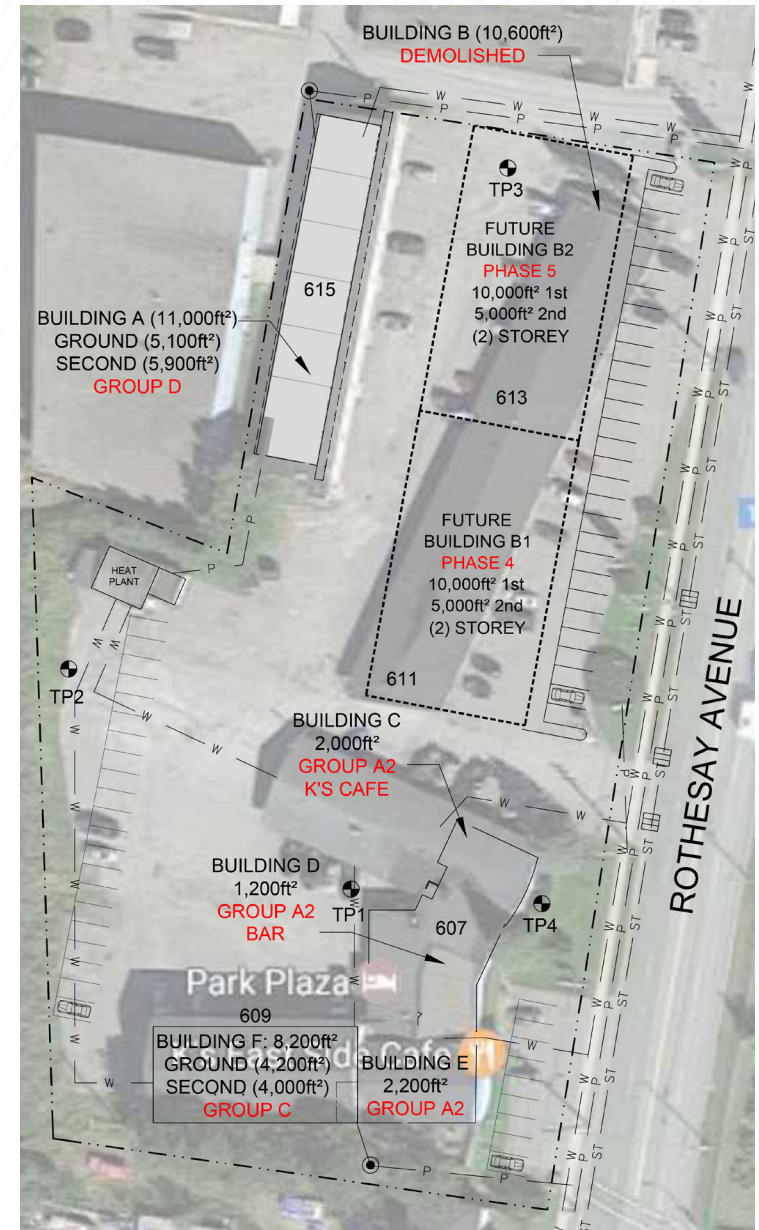 BUILDING B (10,600ft²)
DEMOLISHED
TP3
FUTURE
BUILDING B2
PHASE 5
10,000ft² 1st
5,000ft² 2nd
(2) STOREY
613
615
BUILDING A (11,000ft²)
GROUND (5,100ft²)
SECOND (5,900ft²)
GROUP D
FUTURE
BUILDING B1
PHASE 4
10,000ft² 1st
5,000ft² 2nd
(2) STOREY
611
HEAT
PLANT
TP2
ROTHESAY AVENUE
BUILDING C
2,000ft²
GROUP A2
K'S CAFE
BUILDING D
1,200ft²
GROUP A2
BAR
TP1
607
TP4
Park Plaza
609
BUILDING F: 8,200ft²
GROUND (4,200ft²)
SECOND (4,000ft²)
GROUP C
K's East Side Cafe
BUILDING E
2,200ft²
GROUP A2